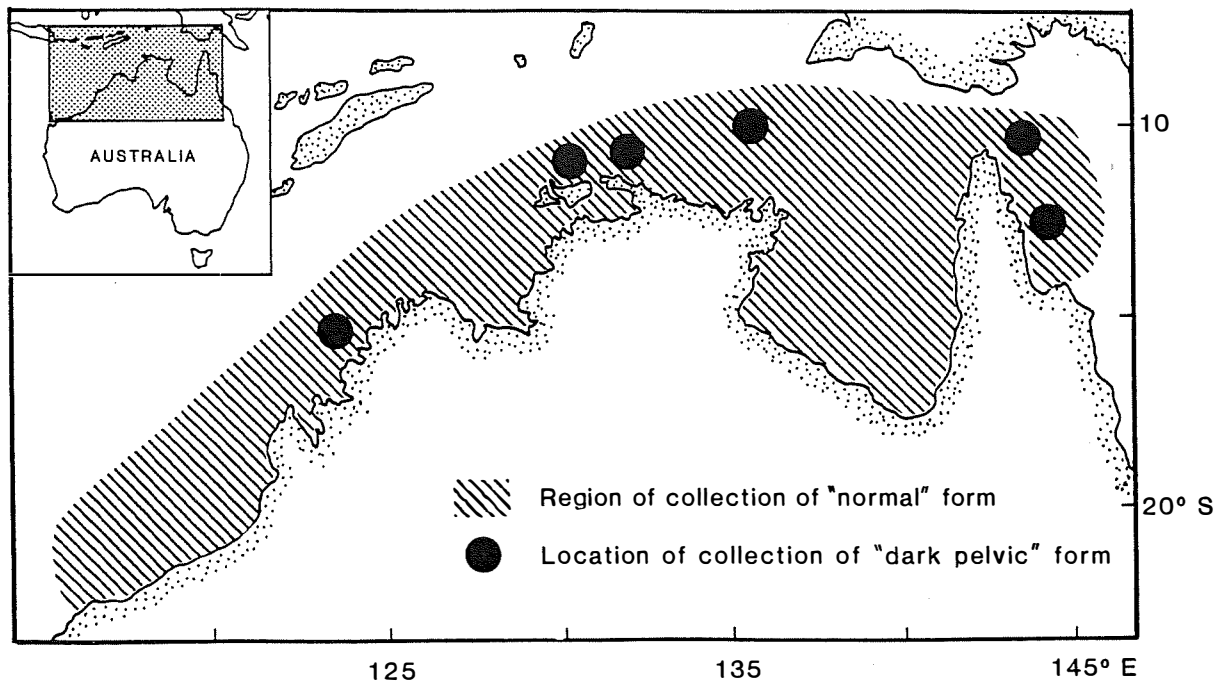 AUSTRALIA
10
Region of collection of "normal" form
20° S
Location of collection of "dark pelvic" form
125 135 145° E